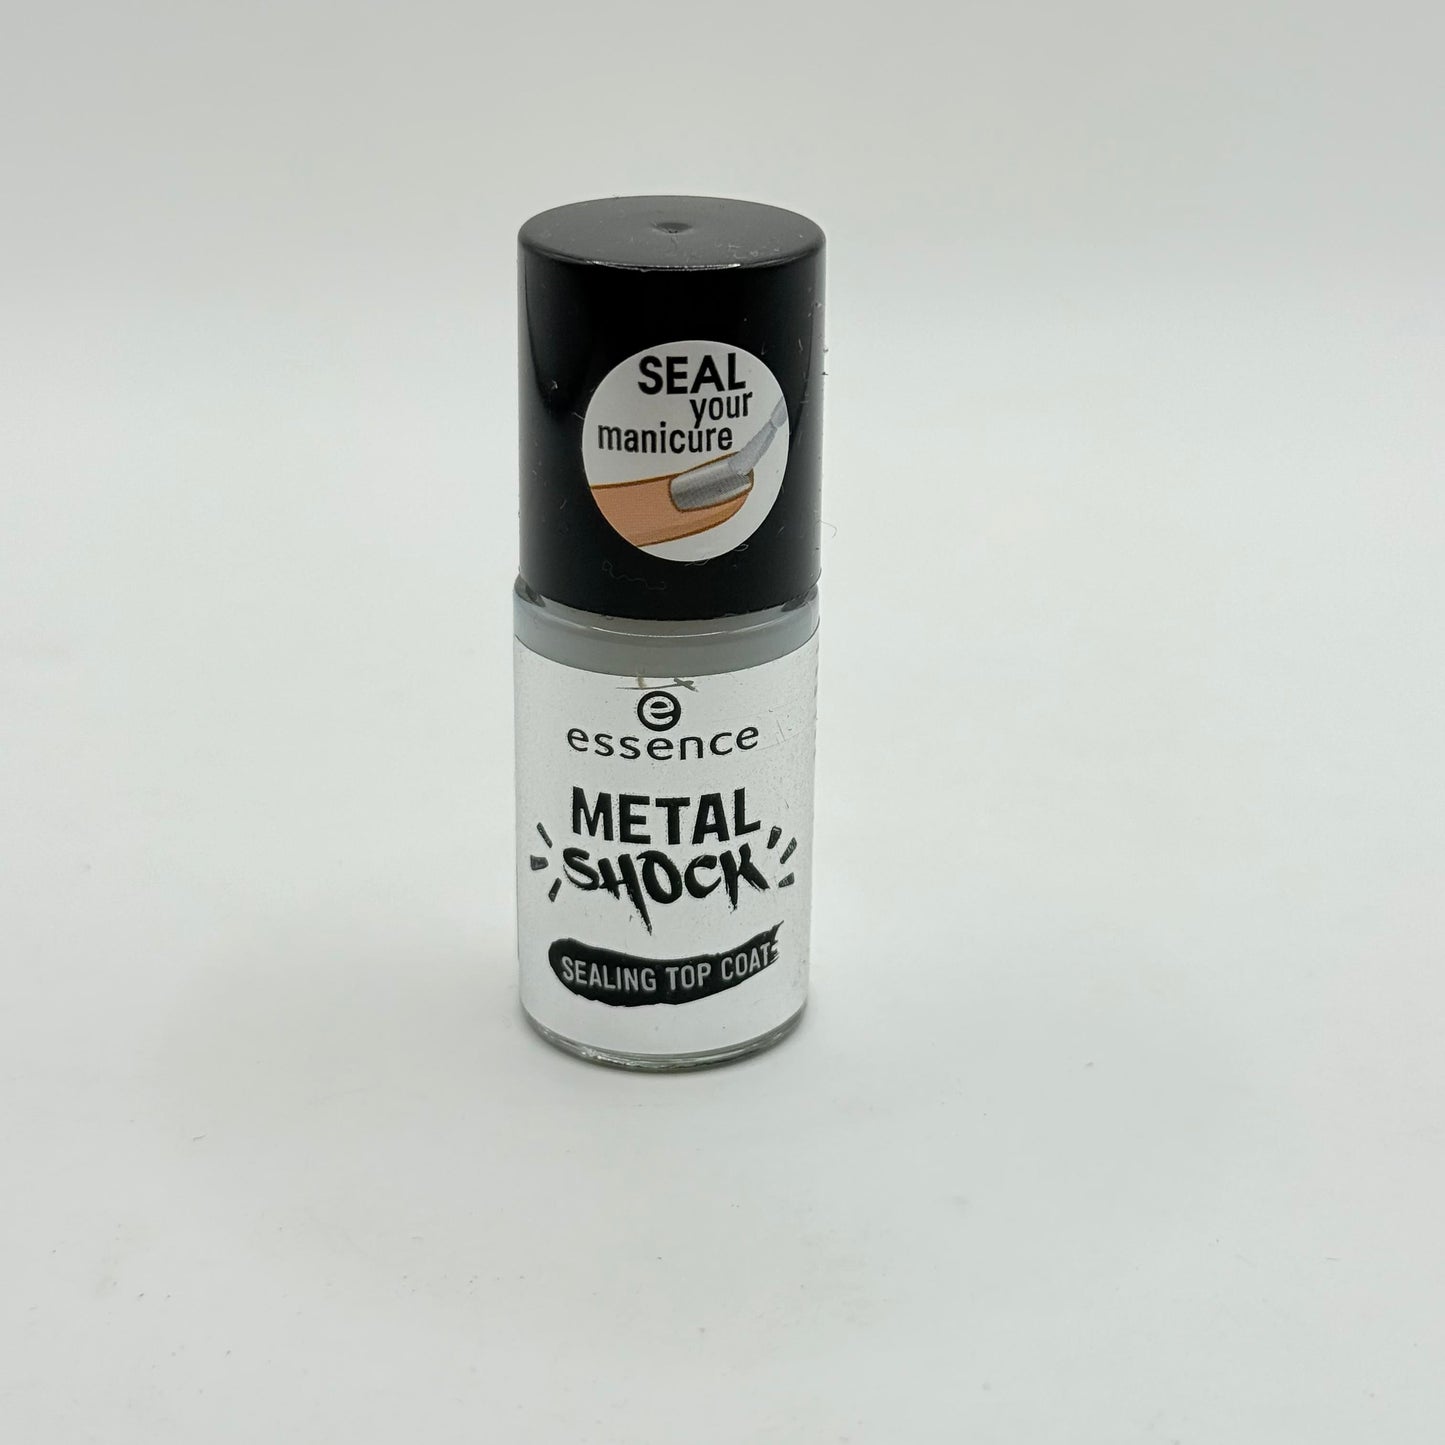 SEAL
your
manicure
e
essence
METAL
SHOCK
SEALING TOP COAT